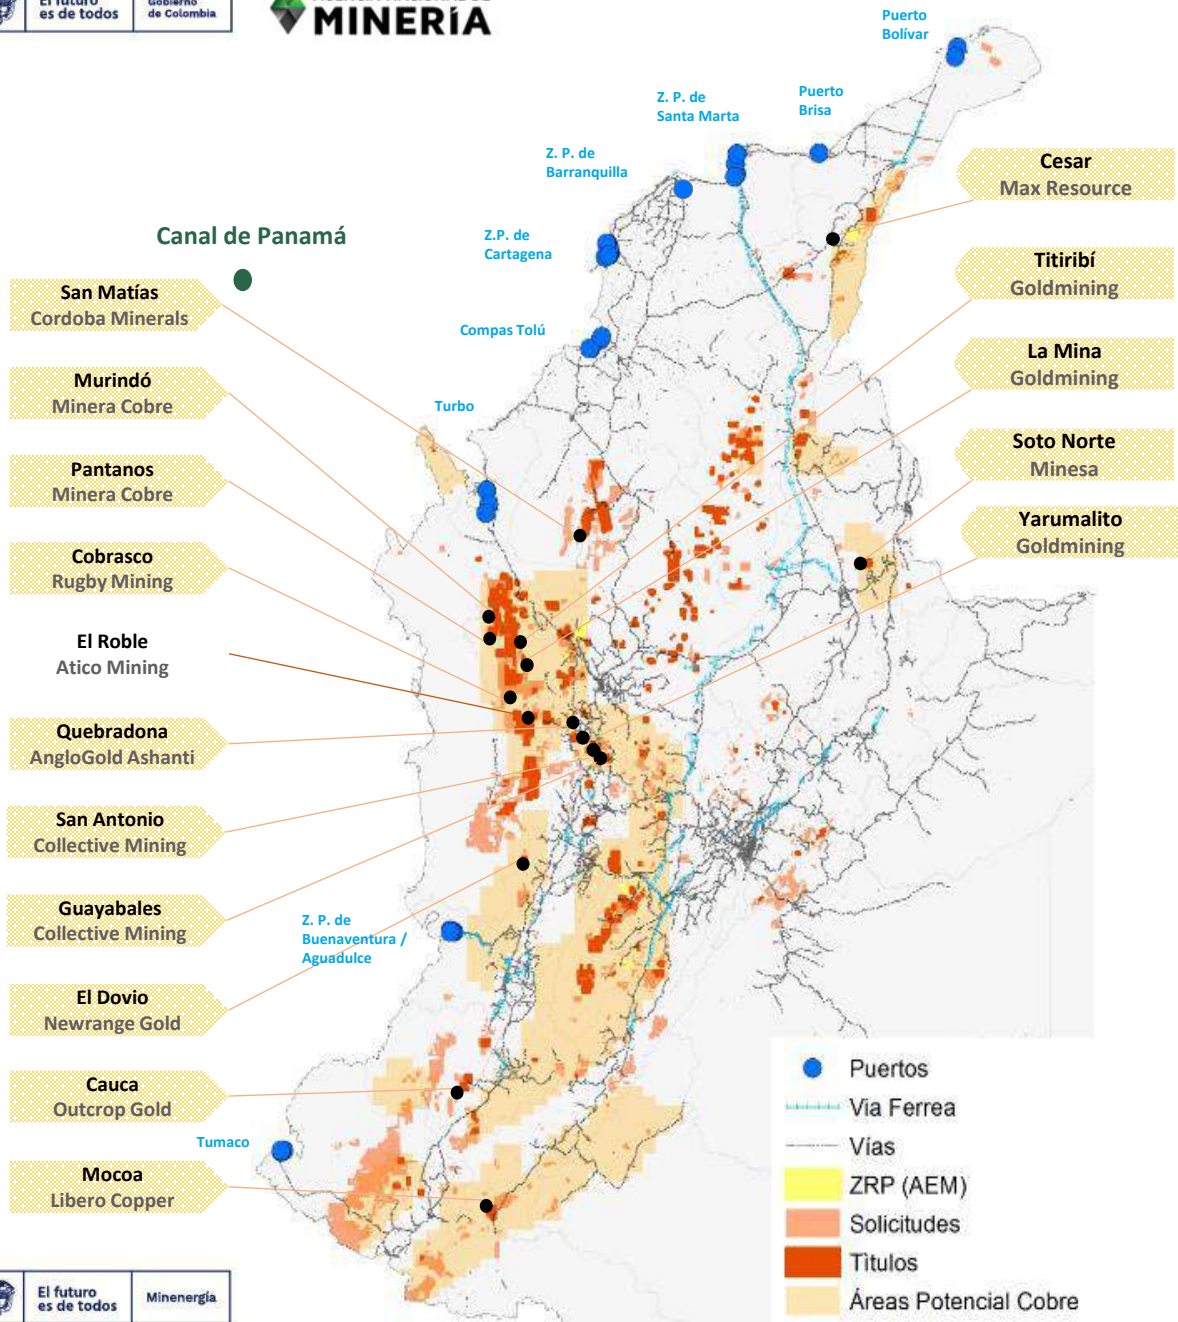 El futuro
es de todos
Gobierno
de Colombia
MINERÍA
Puerto
Bolívar
Z. P. de
Santa Marta
Puerto
Brisa
Z. P. de
Barranquilla
Cesar
Max Resource
Canal de Panamá
Z.P. de
Cartagena
Titiribí
Goldmining
San Matías
Cordoba Minerals
Compas Tolú
La Mina
Goldmining
Murindó
Minera Cobre
Turbo
Soto Norte
Minesa
Pantanos
Minera Cobre
Yarumalito
Goldmining
Cobrasco
Rugby Mining
El Roble
Atico Mining
Quebradona
AngloGold Ashanti
San Antonio
Collective Mining
Guayabales
Collective Mining
Z. P. de
Buenaventura /
Aguadulce
El Dovio
Newrange Gold
Cauca
Outcrop Gold
Tumaco
Mocoa
Libero Copper
Puertos
Via Ferrea
Vías
ZRP (AEM)
Solicitudes
Tìtulos
Áreas Potencial Cobre
El futuro
es de todos
Minenergía